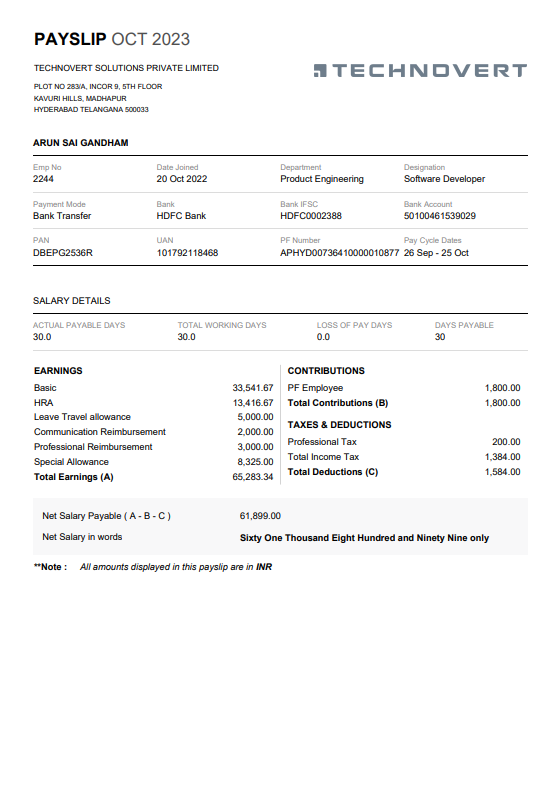 PAYSLIP OCT 2023
TECHNOVERT SOLUTIONS PRIVATE LIMITED
TECHNOVERT
PLOT NO 283/A, INCOR 9, 5TH FLOOR
KAVURI HILLS, MADHAPUR
HYDERABAD TELANGANA 500033
ARUN SAI GANDHAM
Emp No Date Joined Department Designation
2244 20 Oct 2022 Product Engineering Software Developer
Payment Mode Bank Bank IFSC Bank Account
Bank Transfer HDFC Bank HDFC0002388 50100461539029
PAN UAN PF Number Pay Cycle Dates
DBEPG2536R 101792118468 APHYD00736410000010877 26 Sep - 25 Oct
SALARY DETAILS
ACTUAL PAYABLE DAYS TOTAL WORKING DAYS LOSS OF PAY DAYS DAYS PAYABLE
30.0 30.0 0.0 30
EARNINGS
Basic 33,541.67
HRA 13,416.67
Leave Travel allowance 5,000.00
Communication Reimbursement 2,000.00
Professional Reimbursement 3,000.00
Special Allowance 8,325.00
Total Earnings (A) 65,283.34
CONTRIBUTIONS
PF Employee 1,800.00
Total Contributions (B) 1,800.00
TAXES & DEDUCTIONS
Professional Tax 200.00
Total Income Tax 1,384.00
Total Deductions (C) 1,584.00
Net Salary Payable ( A - B - C ) 61,899.00
Net Salary in words Sixty One Thousand Eight Hundred and Ninety Nine only
**Note : All amounts displayed in this payslip are in INR